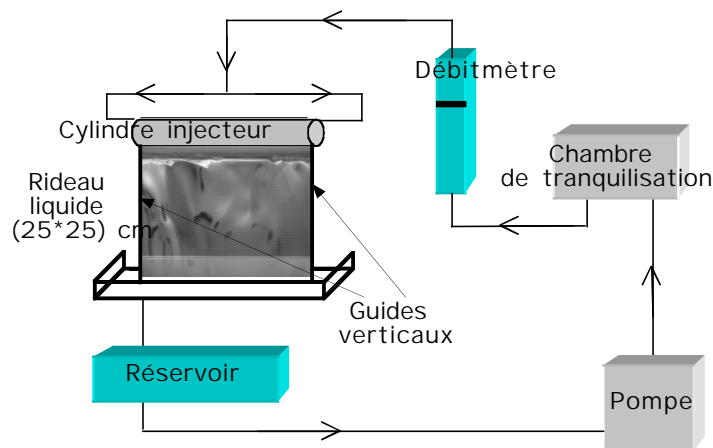 Débitmètre
Cylindre injecteur
Chambre
de tranquilisation
Rideau
liquide
(25*25) cm
Guides
verticaux
Réservoir
Pompe